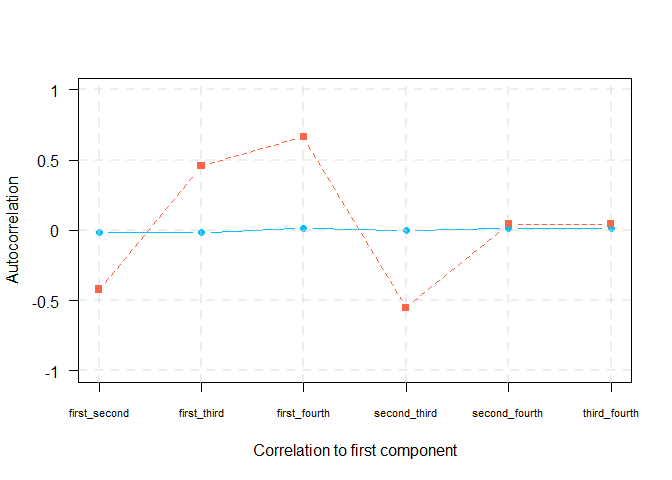 1
0.5
0
-0.5
-1
Autocorrelation
first_second first_third first_fourth second_third second_fourth third_fourth
Correlation to first component